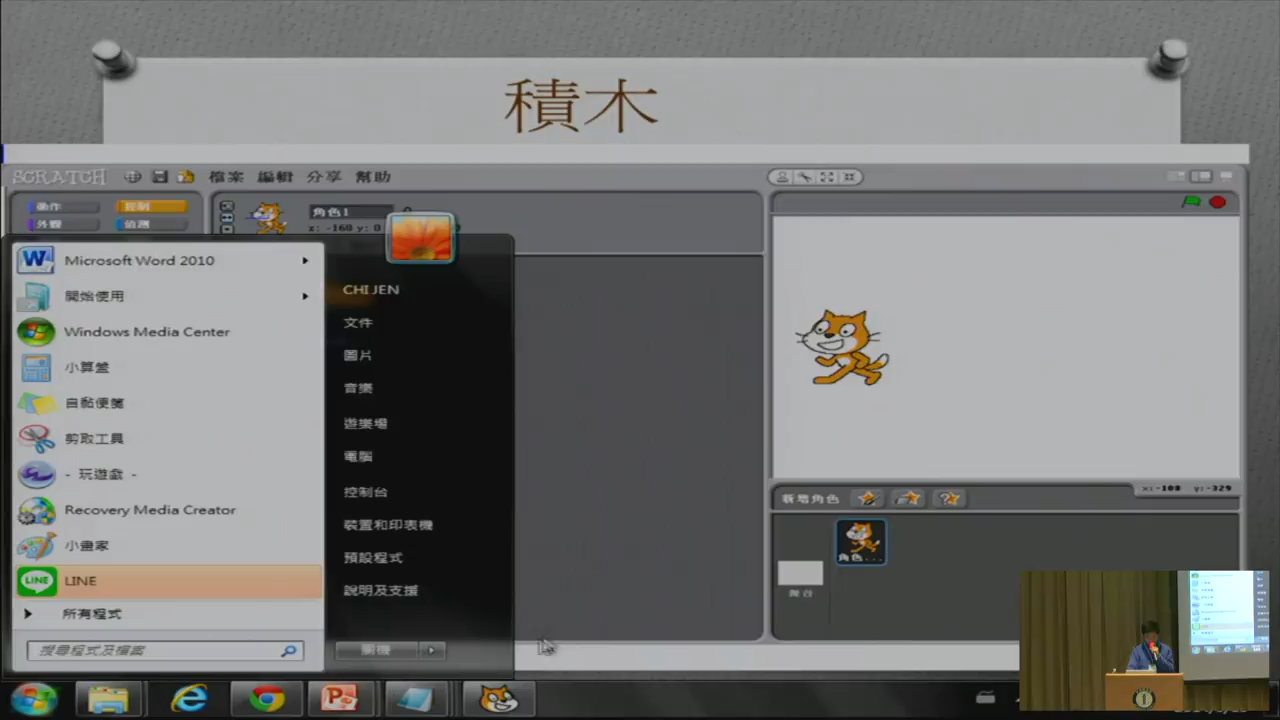 積木
SCRATCH 檔案 編輯 分享 幫助
動作 控制
外觀 偵測
角色1
x: -168 y: 0
Microsoft Word 2010
開始使用
Windows Media Center
小算盤
自黏便箋
剪取工具
- 玩遊戲 -
Recovery Media Creator
小畫家
LINE
LINE
所有程式
搜尋程式及檔案
CHI JEN
文件
圖片
音樂
遊樂場
電腦
控制台
裝置和印表機
預設程式
說明及支援
關機
新增角色
x:-108 y:-329
角色...
舞台